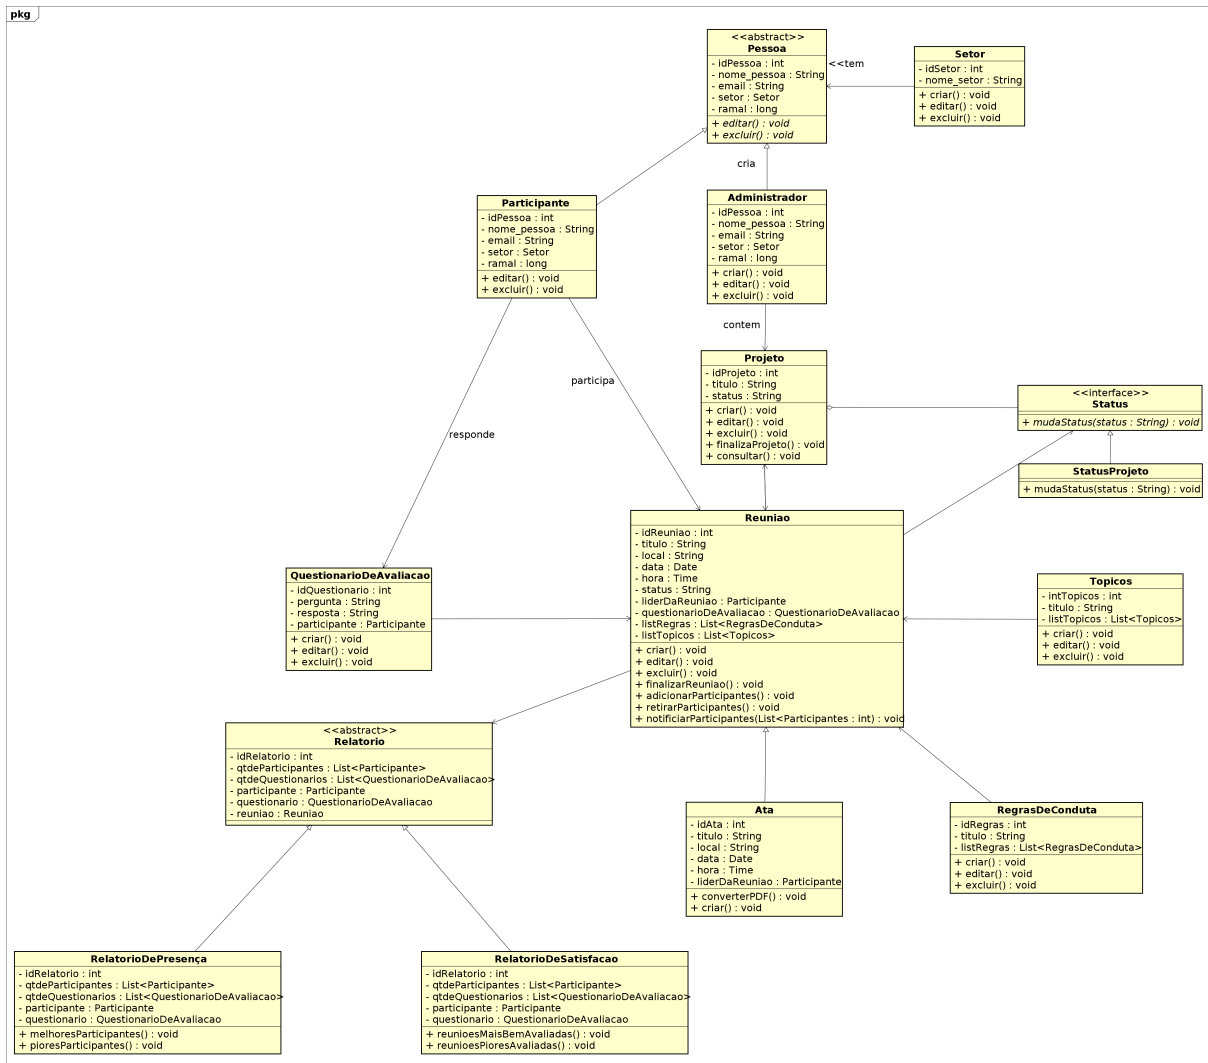 pkg
<<abstract>>
Pessoa
- idPessoa : int
- nome_pessoa : String
- email : String
- setor : Setor
- ramal : long
+ editar() : void
+ excluir() : void
<<tem
Setor
- idSetor : int
- nome_setor : String
+ criar() : void
+ editar() : void
+ excluir() : void
cria
Participante
- idPessoa : int
- nome_pessoa : String
- email : String
- setor : Setor
- ramal : long
+ editar() : void
+ excluir() : void
Administrador
- idPessoa : int
- nome_pessoa : String
- email : String
- setor : Setor
- ramal : long
+ criar() : void
+ editar() : void
+ excluir() : void
contem
participa
responde
Projeto
- idProjeto : int
- titulo : String
- status : String
+ criar() : void
+ editar() : void
+ excluir() : void
+ finalizaProjeto() : void
+ consultar() : void
<<interface>>
Status
+ mudaStatus(status : String) : void
StatusProjeto
+ mudaStatus(status : String) : void
Reuniao
- idReuniao : int
- titulo : String
- local : String
- data : Date
- hora : Time
- status : String
- liderDaReuniao : Participante
- questionarioDeAvaliacao : QuestionarioDeAvaliacao
- listRegras : List<RegrasDeConduta>
- listTopicos : List<Topicos>
+ criar() : void
+ editar() : void
+ excluir() : void
+ finalizarReuniao() : void
+ adicionarParticipantes() : void
+ retirarParticipantes() : void
+ notificiarParticipantes(List<Participantes : int) : void
QuestionarioDeAvaliacao
- idQuestionario : int
- pergunta : String
- resposta : String
- participante : Participante
+ criar() : void
+ editar() : void
+ excluir() : void
Topicos
- intTopicos : int
- titulo : String
- listTopicos : List<Topicos>
+ criar() : void
+ editar() : void
+ excluir() : void
<<abstract>>
Relatorio
- idRelatorio : int
- qtdeParticipantes : List<Participante>
- qtdeQuestionarios : List<QuestionarioDeAvaliacao>
- participante : Participante
- questionario : QuestionarioDeAvaliacao
- reuniao : Reuniao
Ata
- idAta : int
- titulo : String
- local : String
- data : Date
- hora : Time
- liderDaReuniao : Participante
+ converterPDF() : void
+ criar() : void
RegrasDeConduta
- idRegras : int
- titulo : String
- listRegras : List<RegrasDeConduta>
+ criar() : void
+ editar() : void
+ excluir() : void
RelatorioDePresença
- idRelatorio : int
- qtdeParticipantes : List<Participante>
- qtdeQuestionarios : List<QuestionarioDeAvaliacao>
- participante : Participante
- questionario : QuestionarioDeAvaliacao
+ melhoresParticipantes() : void
+ pioresParticipantes() : void
RelatorioDeSatisfacao
- idRelatorio : int
- qtdeParticipantes : List<Participante>
- qtdeQuestionarios : List<QuestionarioDeAvaliacao>
- participante : Participante
- questionario : QuestionarioDeAvaliacao
+ reunioesMaisBemAvaliadas() : void
+ reunioesPioresAvaliadas() : void